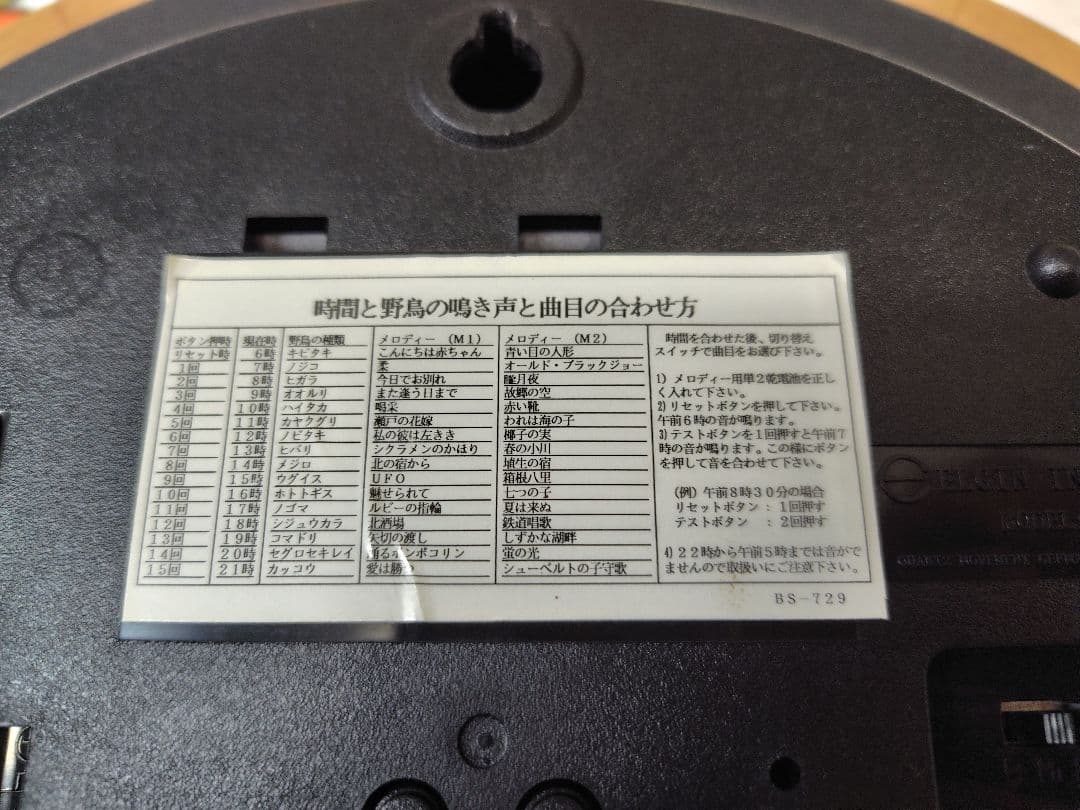 時間と野鳥の鳴き声と曲目の合わせ方
ボタン押時 現在時 野鳥の種類 メロディー (M1) メロディー (M2)
リセット時 6時 キビタキ こんにちは赤ちゃん 青い目の人形
1回 7時 ノジコ 柔 オールド・ブラックジョー
2回 8時 ヒガラ 今日でお別れ 朧月夜
3回 9時 オオルリ また逢う日まで 故郷の空
4回 10時 ハイタカ 喝采 赤い靴
5回 11時 カヤクグリ 瀬戸の花嫁 われは海の子
6回 12時 ノビタキ 私の彼は左きき 椰子の実
7回 13時 ヒバリ シクラメンのかほり 春の小川
8回 14時 メジロ 北の宿から 埴生の宿
9回 15時 ウグイス UFO 箱根八里
10回 16時 ホトトギス 魅せられて 七つの子
11回 17時 ノゴマ ルビーの指輪 夏は来ぬ
12回 18時 シジュウカラ 北酒場 鉄道唱歌
13回 19時 コマドリ 矢切の渡し しずかな湖畔
14回 20時 セグロセキレイ 踊るポンポコリン 蛍の光
15回 21時 カッコウ 愛は勝つ シューベルトの子守歌
時間を合わせた後、切り替え
スイッチで曲目をお選び下さい。
1) メロディー用単2乾電池を正し
く入れて下さい。
2) リセットボタンを押して下さい。
午前6時の音が鳴ります。
3) テストボタンを1回押すと午前7
時の音が鳴ります。この様にボタン
を押して音を合わせて下さい。
(例) 午前8時30分の場合
リセットボタン : 1回押す
テストボタン : 2回押す
4) 22時から午前5時までは音がで
ませんので取扱いにご注意下さい。
BS-729